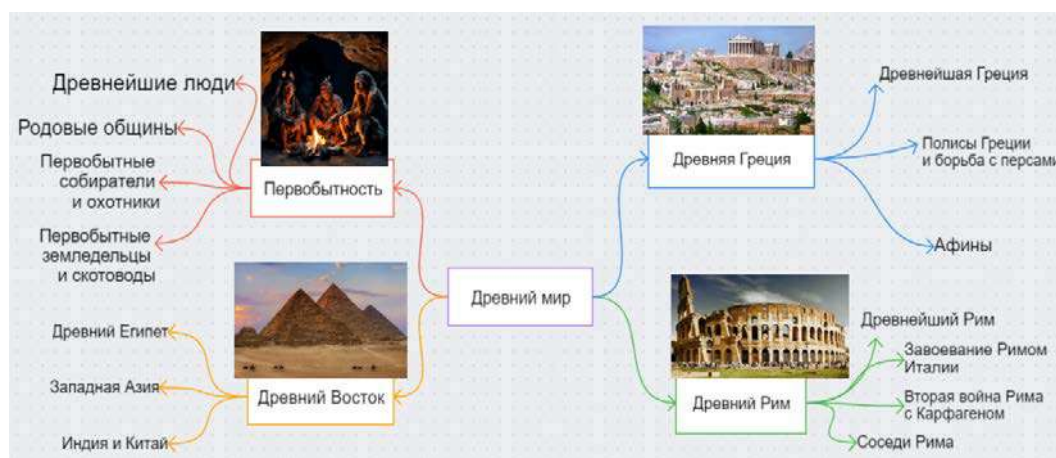 Древнейшие люди
Родовые общины
Первобытные
собиратели
и охотники
Первобытные
земледельцы
и скотоводы
Первобытность
Древний Египет
Западная Азия
Индия и Китай
Древний Восток
Древний мир
Древняя Греция
Древнейшая Греция
Полисы Греции
и борьба с персами
Афины
Древний Рим
Древнейший Рим
Завоевание Римом
Италии
Вторая война Рима
с Карфагеном
Соседи Рима